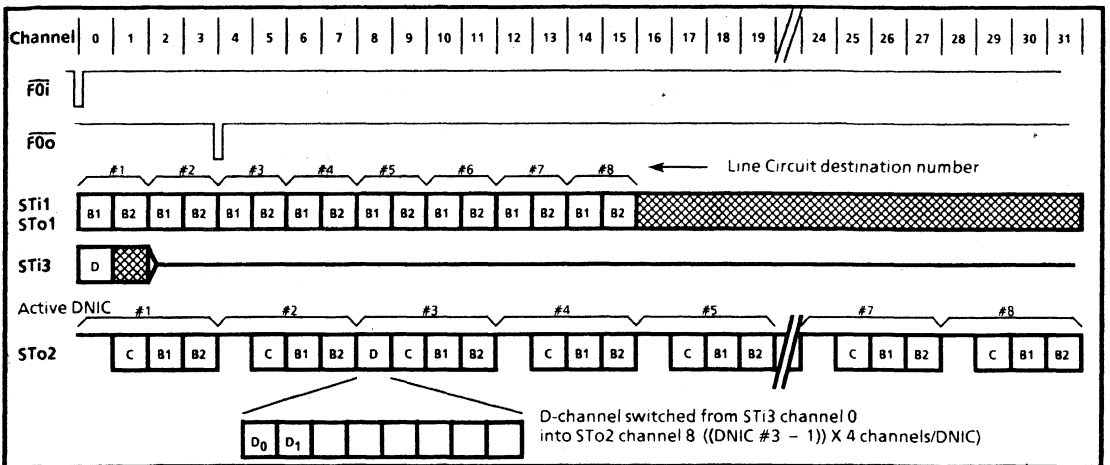 Channel 0 1 2 3 4 5 6 7 8 9 10 11 12 13 14 15 16 17 18 19 24 25 26 27 28 29 30 31
F0i
F0o
#1 #2 #3 #4 #5 #6 #7 #8 Line Circuit destination number
STi1
STo1
B1 B2 B1 B2 B1 B2 B1 B2 B1 B2 B1 B2 B1 B2 B1 B2
STi3 D
Active DNIC #1 #2 #3 #4 #5 #7 #8
STo2 C B1 B2 C B1 B2 D C B1 B2 C B1 B2 C B1 B2 C B1 B2 C B1 B2
D0 D1
D-channel switched from STi3 channel 0
into STo2 channel 8 ((DNIC #3 – 1)) X 4 channels/DNIC)